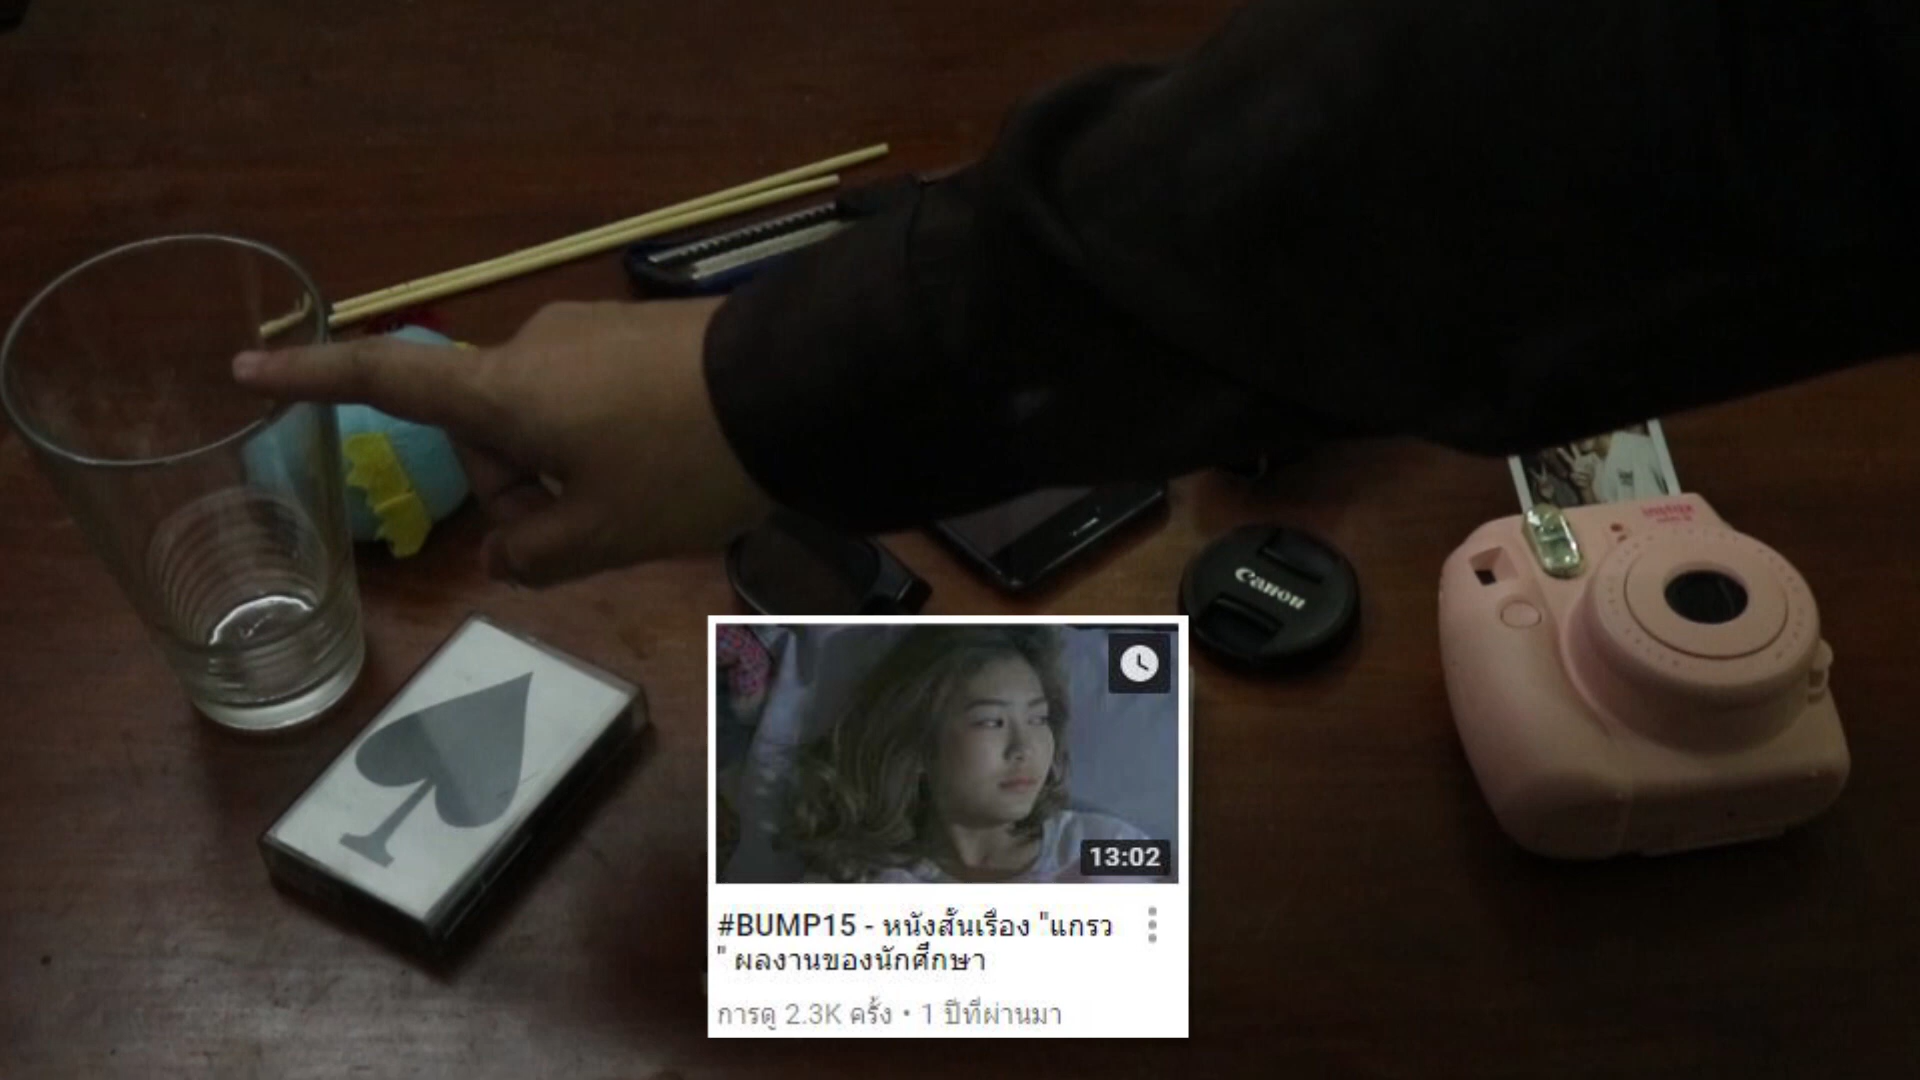 instax
Canon
13:02
#BUMP15 - หนังสั้นเรื่อง "แกรว
" ผลงานของนักศึกษา
การดู 2.3K ครั้ง • 1 ปีที่ผ่านมา